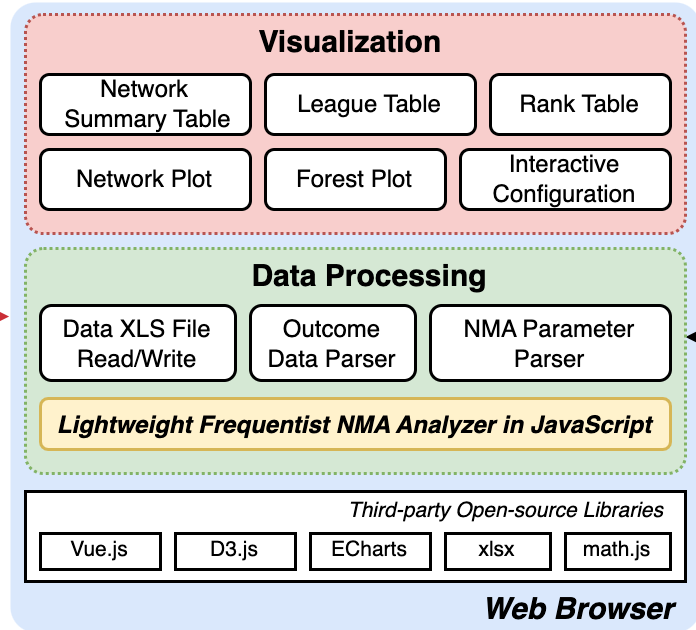 Visualization
Network
Summary Table
League Table
Rank Table
Network Plot
Forest Plot
Interactive
Configuration
Data Processing
Data XLS File
Read/Write
Outcome
Data Parser
NMA Parameter
Parser
Lightweight Frequentist NMA Analyzer in JavaScript
Third-party Open-source Libraries
Vue.js
D3.js
ECharts
xlsx
math.js
Web Browser